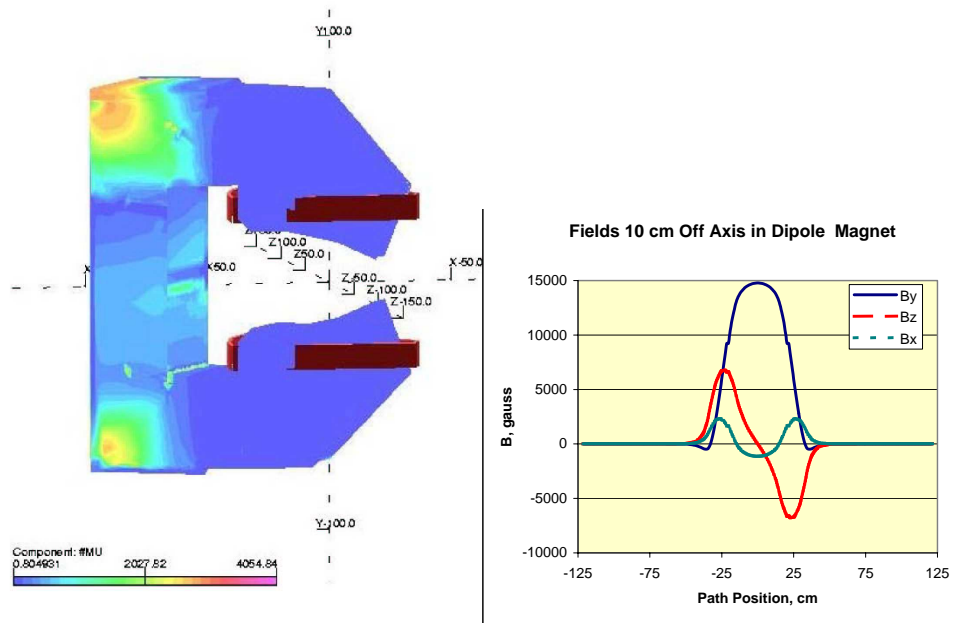 Y100.0
Z100.0
Z50.0
X
X50.0
X-50.0
Z-50.0
Z-100.0
Z-150.0
Y-100.0
Component: #MU
0.804931 2027.82 4054.84
Fields 10 cm Off Axis in Dipole Magnet
15000
10000
5000
0
-5000
-10000
B, gauss
By
Bz
Bx
-125 -75 -25 25 75 125
Path Position, cm